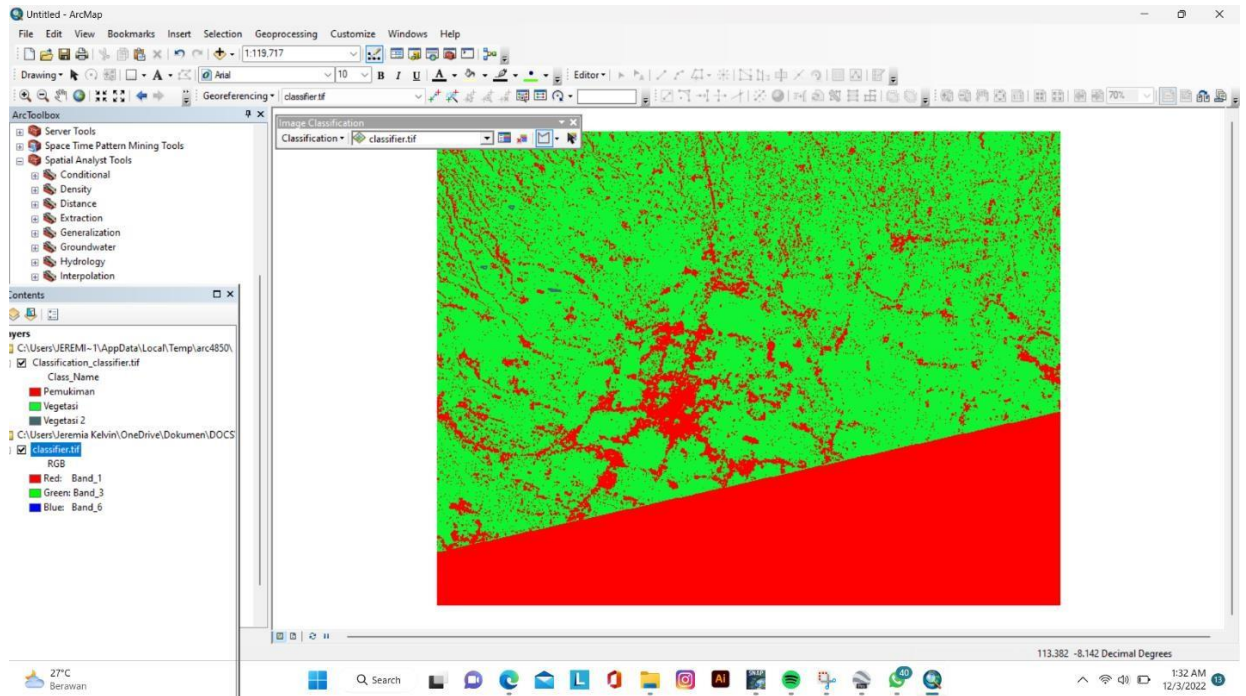 Untitled - ArcMap
File Edit View Bookmarks Insert Selection Geoprocessing Customize Windows Help
1:119.717
Drawing Arial 10 B I U A Editor
Georeferencing classifier.tif 70%
ArcToolbox
Server Tools
Space Time Pattern Mining Tools
Spatial Analyst Tools
Conditional
Density
Distance
Extraction
Generalization
Groundwater
Hydrology
Interpolation
Image Classification
Classification classifier.tif
Contents
yers
C:\Users\JEREMI~1\AppData\Local\Temp\arc4850\
Classification_classifier.tif
Class_Name
Pemukiman
Vegetasi
Vegetasi 2
C:\Users\Jeremia Kelvin\OneDrive\Dokumen\DOCS
classifier.tif
RGB
Red: Band_1
Green: Band_3
Blue: Band_6
113.382 -8.142 Decimal Degrees
27°C
Berawan
Search
L
Ai
40
1:32 AM
12/3/2022
13